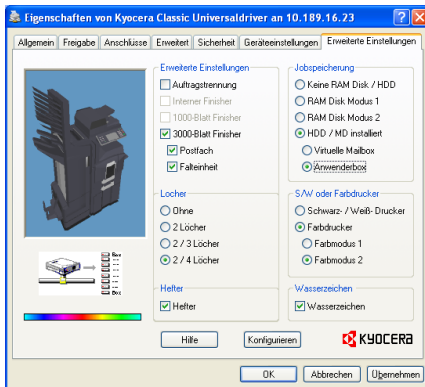 Eigenschaften von Kyocera Classic Universaldriver an 10.189.16.23
Allgemein Freigabe Anschlüsse Erweitert Sicherheit Geräteeinstellungen Erweiterte Einstellungen
Erweiterte Einstellungen
Auftragstrennung
Interner Finisher
1000-Blatt Finisher
3000-Blatt Finisher
Postfach
Falteinheit
Jobspeicherung
Keine RAM Disk / HDD
RAM Disk Modus 1
RAM Disk Modus 2
HDD / MD installiert
Virtuelle Mailbox
Anwenderbox
Locher
Ohne
2 Löcher
2 / 3 Löcher
2 / 4 Löcher
S/W oder Farbdrucker
Schwarz- / Weiß- Drucker
Farbdrucker
Farbmodus 1
Farbmodus 2
Hefter
Hefter
Wasserzeichen
Wasserzeichen
Hilfe
Konfigurieren
KYOCERA
OK
Abbrechen
Übernehmen